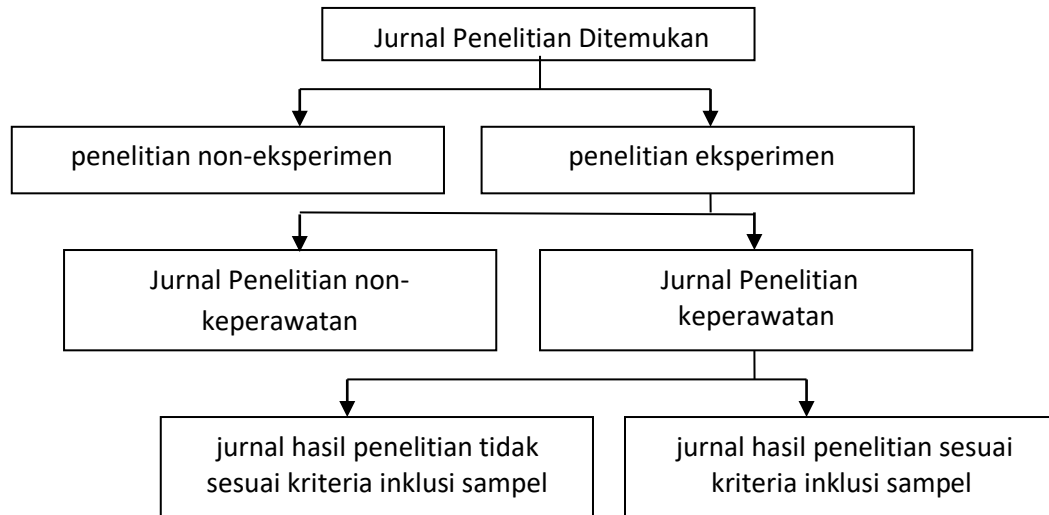 Jurnal Penelitian Ditemukan
penelitian non-eksperimen
penelitian eksperimen
Jurnal Penelitian non-
keperawatan
Jurnal Penelitian
keperawatan
jurnal hasil penelitian tidak
sesuai kriteria inklusi sampel
jurnal hasil penelitian sesuai
kriteria inklusi sampel